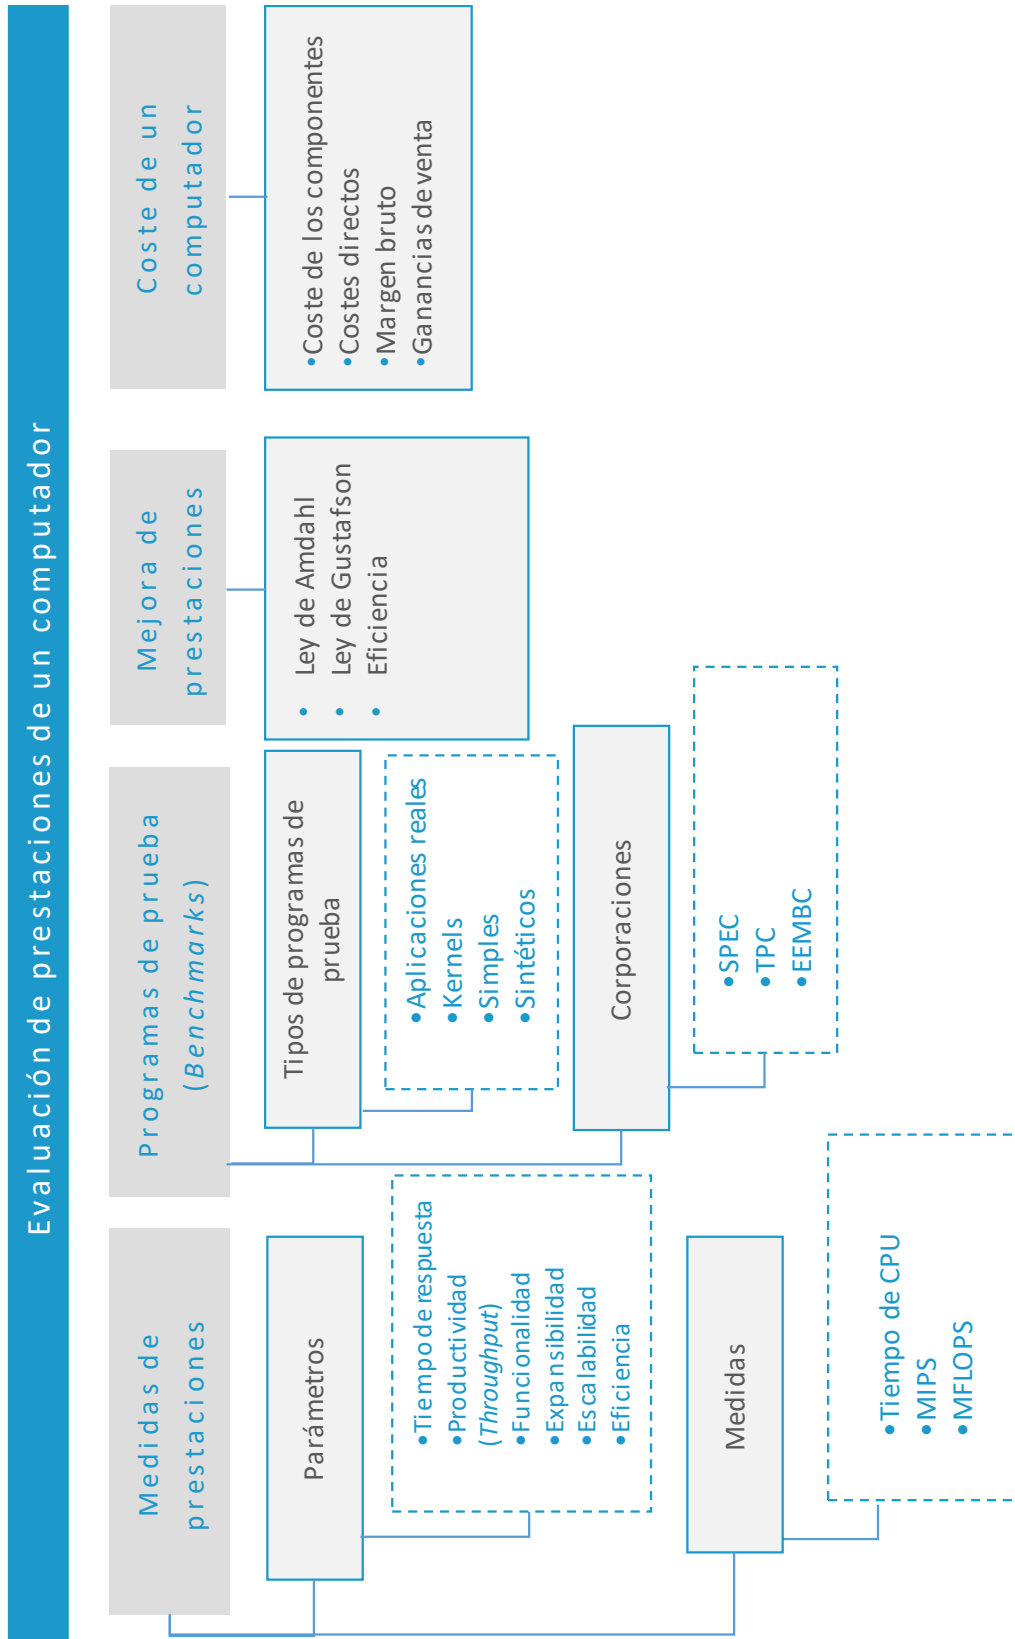 Evaluación de prestaciones de un computador
Medidas de
prestaciones
Parámetros
•Tiempo de respuesta
•Productividad
(Throughput)
•Funcionalidad
•Expansibilidad
•Escalabilidad
•Eficiencia
Medidas
•Tiempo de CPU
•MIPS
•MFLOPS
Programas de prueba
(Benchmarks)
Tipos de programas de
prueba
•Aplicaciones reales
•Kernels
•Simples
•Sintéticos
Corporaciones
•SPEC
•TPC
•EEMBC
Mejora de
prestaciones
• Ley de Amdahl
• Ley de Gustafson
• Eficiencia
Coste de un
computador
•Coste de los componentes
•Costes directos
•Margen bruto
•Ganancias de venta